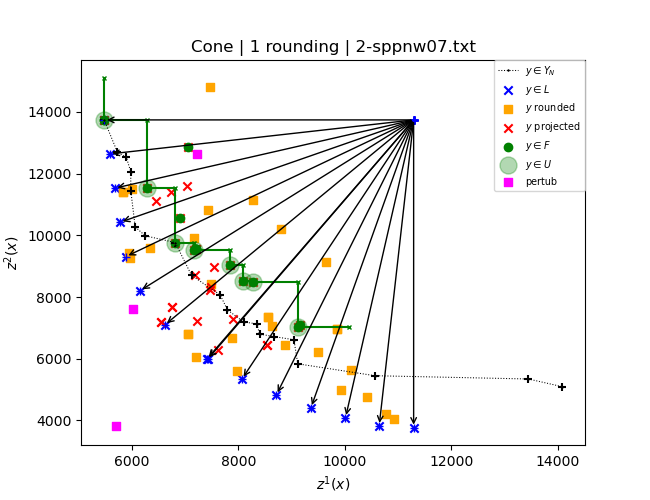 Cone | 1 rounding | 2-sppnw07.txt
y ∈ Y_N
y ∈ L
y rounded
y projected
y ∈ F
y ∈ U
pertub
14000
12000
10000
8000
6000
4000
z²(x)
6000 8000 10000 12000 14000
z¹(x)